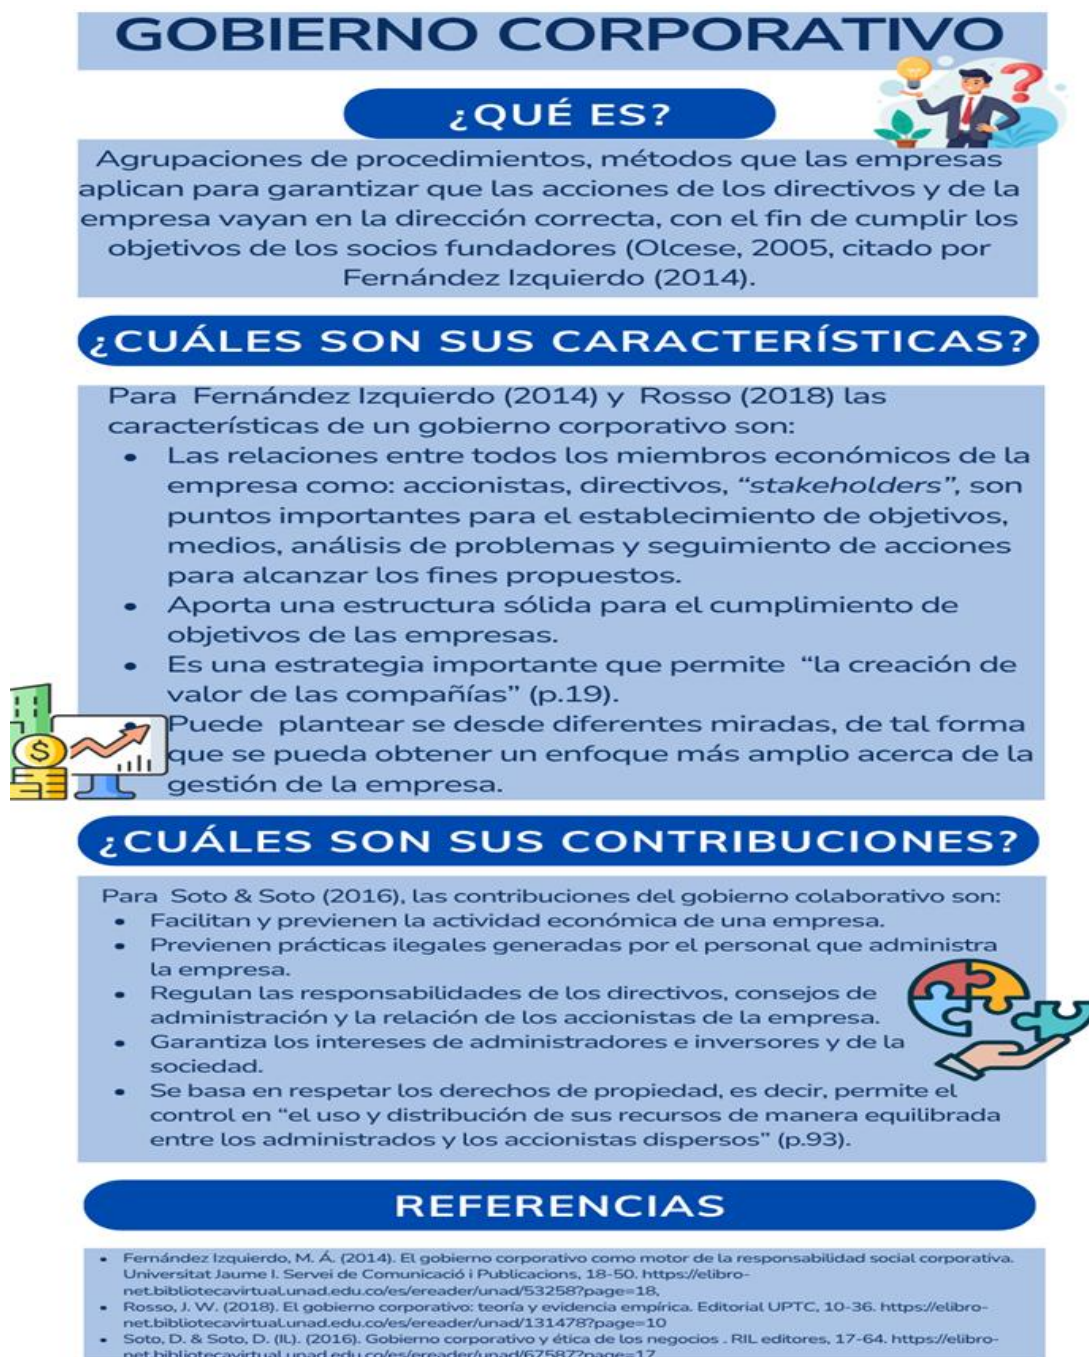 GOBIERNO CORPORATIVO
¿QUÉ ES?
Agrupaciones de procedimientos, métodos que las empresas
aplican para garantizar que las acciones de los directivos y de la
empresa vayan en la dirección correcta, con el fin de cumplir los
objetivos de los socios fundadores (Olcese, 2005, citado por
Fernández Izquierdo (2014).
¿CUÁLES SON SUS CARACTERÍSTICAS?
Para Fernández Izquierdo (2014) y Rosso (2018) las
características de un gobierno corporativo son:
• Las relaciones entre todos los miembros económicos de la
empresa como: accionistas, directivos, “stakeholders”, son
puntos importantes para el establecimiento de objetivos,
medios, análisis de problemas y seguimiento de acciones
para alcanzar los fines propuestos.
• Aporta una estructura sólida para el cumplimiento de
objetivos de las empresas.
• Es una estrategia importante que permite “la creación de
valor de las compañías” (p.19).
• Puede plantear se desde diferentes miradas, de tal forma
que se pueda obtener un enfoque más amplio acerca de la
gestión de la empresa.
¿CUÁLES SON SUS CONTRIBUCIONES?
Para Soto & Soto (2016), las contribuciones del gobierno colaborativo son:
• Facilitan y previenen la actividad económica de una empresa.
• Previenen prácticas ilegales generadas por el personal que administra
la empresa.
• Regulan las responsabilidades de los directivos, consejos de
administración y la relación de los accionistas de la empresa.
• Garantiza los intereses de administradores e inversores y de la
sociedad.
• Se basa en respetar los derechos de propiedad, es decir, permite el
control en “el uso y distribución de sus recursos de manera equilibrada
entre los administrados y los accionistas dispersos” (p.93).
REFERENCIAS
• Fernández Izquierdo, M. Á. (2014). El gobierno corporativo como motor de la responsabilidad social corporativa.
Universitat Jaume I. Servei de Comunicació i Publicacions, 18-50. https://elibro-
net.bibliotecavirtual.unad.edu.co/es/ereader/unad/53258?page=18,
• Rosso, J. W. (2018). El gobierno corporativo: teoría y evidencia empírica. Editorial UPTC, 10-36. https://elibro-
net.bibliotecavirtual.unad.edu.co/es/ereader/unad/131478?page=10
• Soto, D. & Soto, D. (IL). (2016). Gobierno corporativo y ética de los negocios . RIL editores, 17-64. https://elibro-
net.bibliotecavirtual.unad.edu.co/es/ereader/unad/67587?page=17